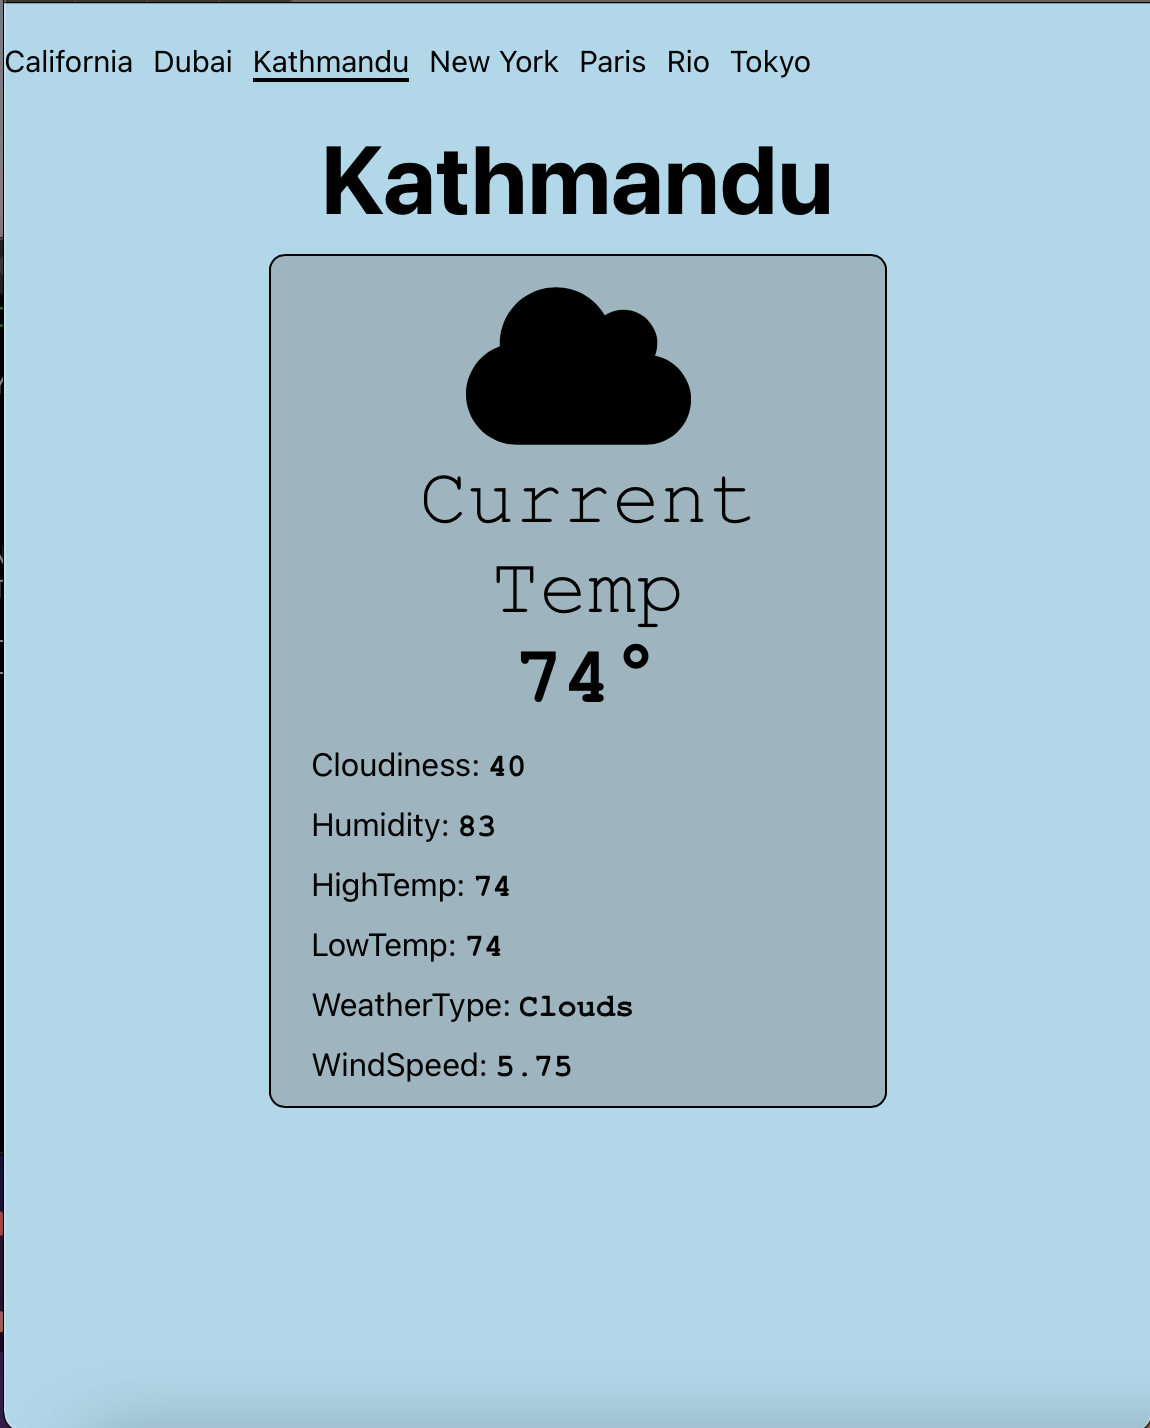 California Dubai Kathmandu New York Paris Rio Tokyo
Kathmandu
Current
Temp
74°
Cloudiness: 40
Humidity: 83
HighTemp: 74
LowTemp: 74
WeatherType: Clouds
WindSpeed: 5.75